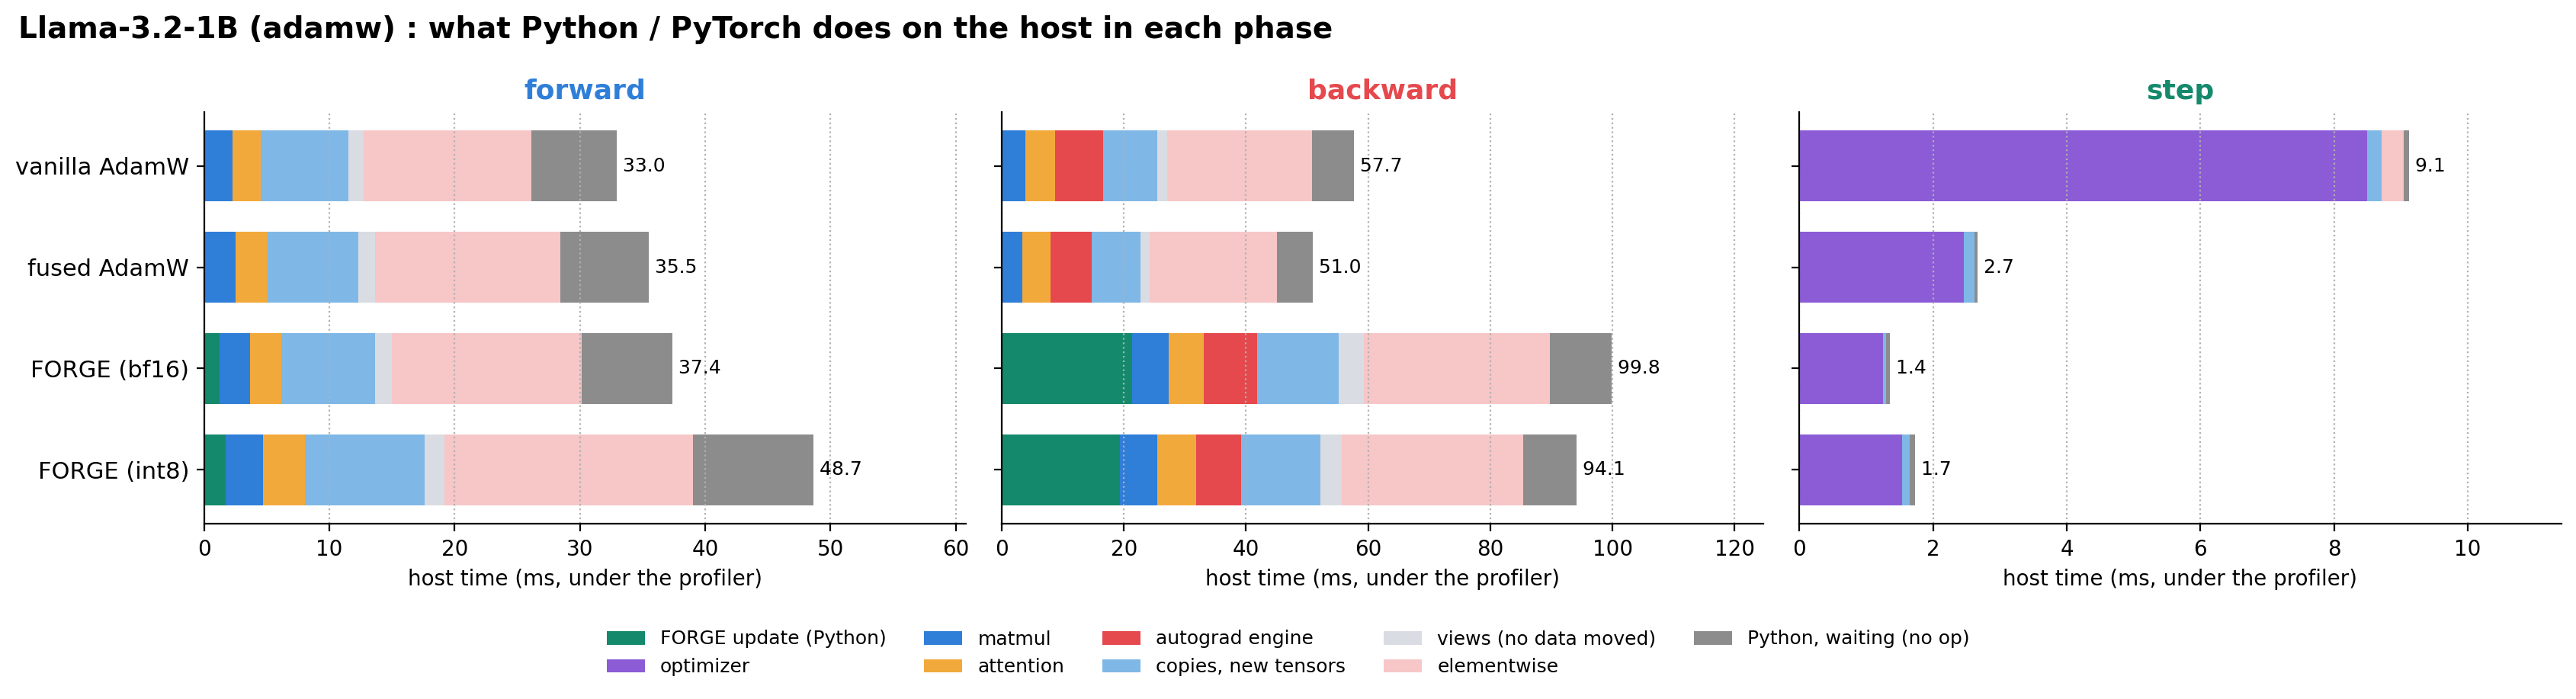 Llama-3.2-1B (adamw) : what Python / PyTorch does on the host in each phase
forward
backward
step
vanilla AdamW
33.0
57.7
9.1
fused AdamW
35.5
51.0
2.7
FORGE (bf16)
37.4
99.8
1.4
FORGE (int8)
48.7
94.1
1.7
0 10 20 30 40 50 60
0 20 40 60 80 100 120
0 2 4 6 8 10
host time (ms, under the profiler)
host time (ms, under the profiler)
host time (ms, under the profiler)
FORGE update (Python)
optimizer
matmul
attention
autograd engine
copies, new tensors
views (no data moved)
elementwise
Python, waiting (no op)